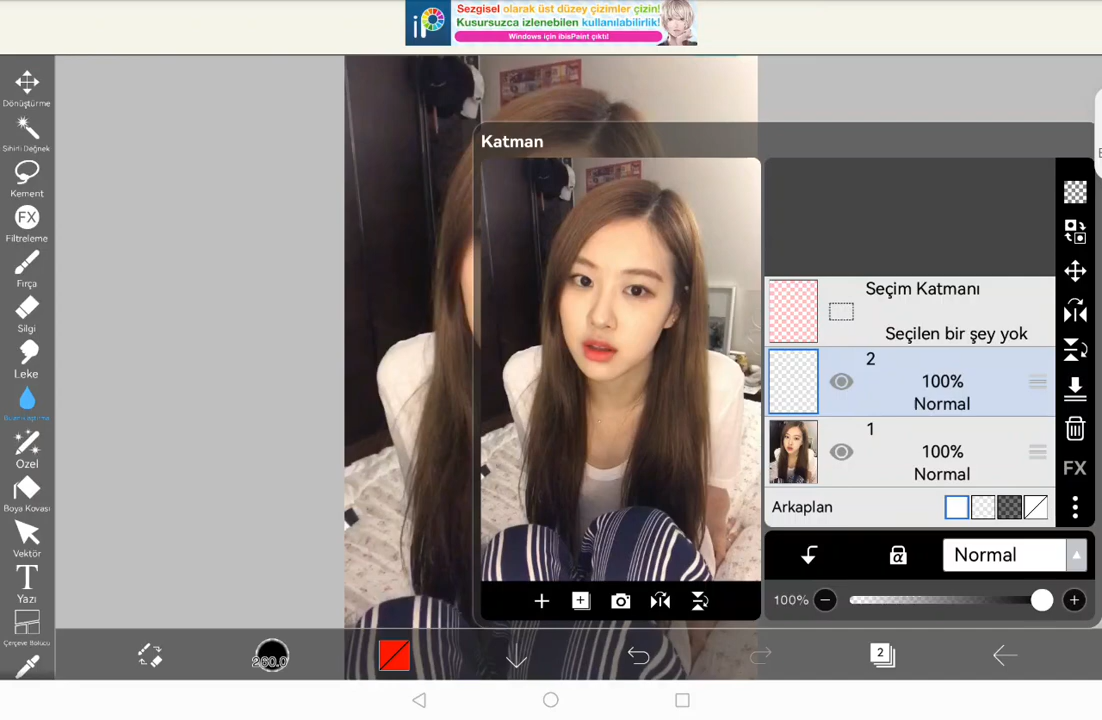 Sezgisel olarak üst düzey çizimler çizin!
Kusursuzca izlenebilen kullanılabilirlik!
Windows için ibisPaint çıktı!
iP
Dönüştürme
Sihirli Değnek
Kement
FX
Filtreleme
Fırça
Silgi
Leke
Özel
Boya Kovası
Vektör
T
Yazı
Çerçeve Bölücü
Katman
Seçim Katmanı
Seçilen bir şey yok
2
100%
Normal
1
100%
Normal
FX
Arkaplan
α
Normal
100%
260.0
2